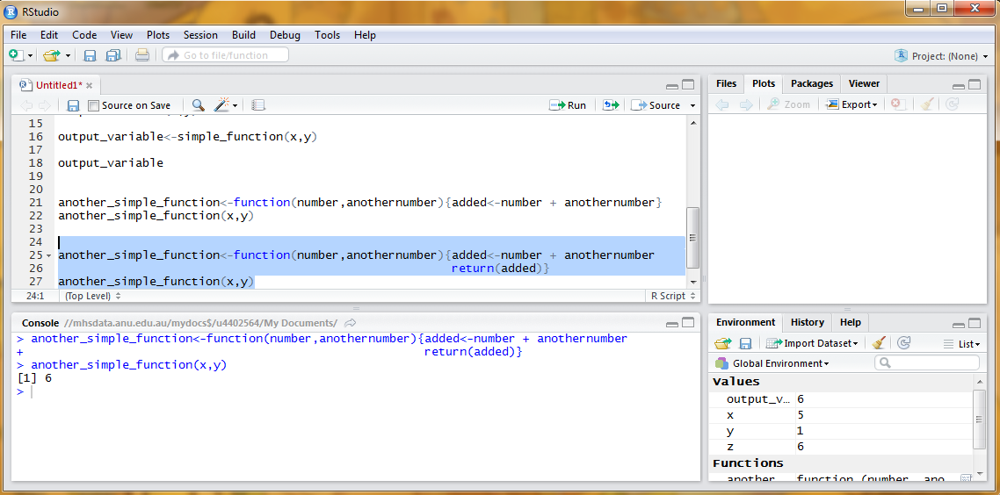 RStudio
File Edit Code View Plots Session Build Debug Tools Help
Go to file/function
Project: (None)
Untitled1*
Source on Save
Run
Source
15
16 output_variable<-simple_function(x,y)
17
18 output_variable
19
20
21 another_simple_function<-function(number,anothernumber){added<-number + anothernumber}
22 another_simple_function(x,y)
23
24
25 another_simple_function<-function(number,anothernumber){added<-number + anothernumber
26 return(added)}
27 another_simple_function(x,y)
24:1 (Top Level) R Script
Console //mhsdata.anu.edu.au/mydocs$/u4402564/My Documents/
> another_simple_function<-function(number,anothernumber){added<-number + anothernumber
+ return(added)}
> another_simple_function(x,y)
[1] 6
>
Files Plots Packages Viewer
Zoom Export
Environment History Help
Import Dataset List
Global Environment
Values
output_v… 6
x 5
y 1
z 6
Functions
another function (number ano